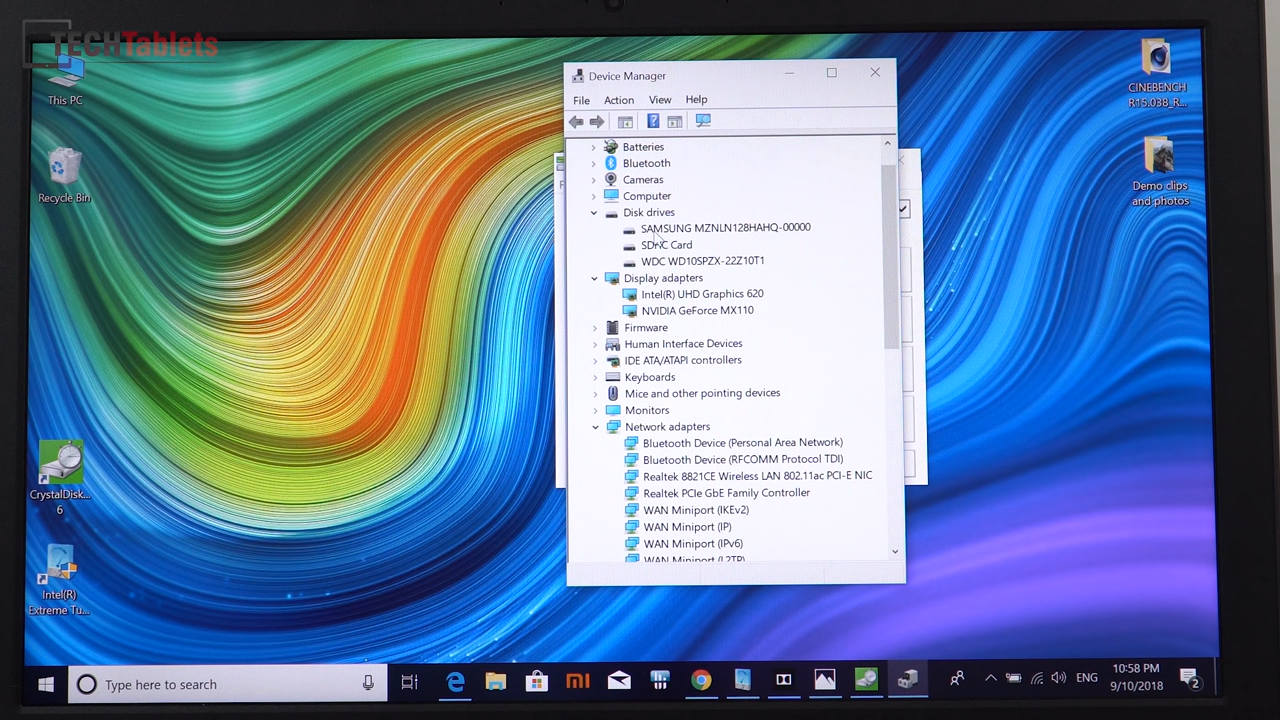 TECHTablets
This PC
Recycle Bin
CrystalDisk...
6
Intel(R)
Extreme Tu...
CINEBENCH
R15.038_R...
Demo clips
and photos
Device Manager
File Action View Help
Batteries
Bluetooth
Cameras
Computer
Disk drives
SAMSUNG MZNLN128HAHQ-00000
SDHC Card
WDC WD10SPZX-22Z10T1
Display adapters
Intel(R) UHD Graphics 620
NVIDIA GeForce MX110
Firmware
Human Interface Devices
IDE ATA/ATAPI controllers
Keyboards
Mice and other pointing devices
Monitors
Network adapters
Bluetooth Device (Personal Area Network)
Bluetooth Device (RFCOMM Protocol TDI)
Realtek 8821CE Wireless LAN 802.11ac PCI-E NIC
Realtek PCIe GbE Family Controller
WAN Miniport (IKEv2)
WAN Miniport (IP)
WAN Miniport (IPv6)
WAN Miniport (L2TP)
Type here to search
ENG
10:58 PM
9/10/2018
2